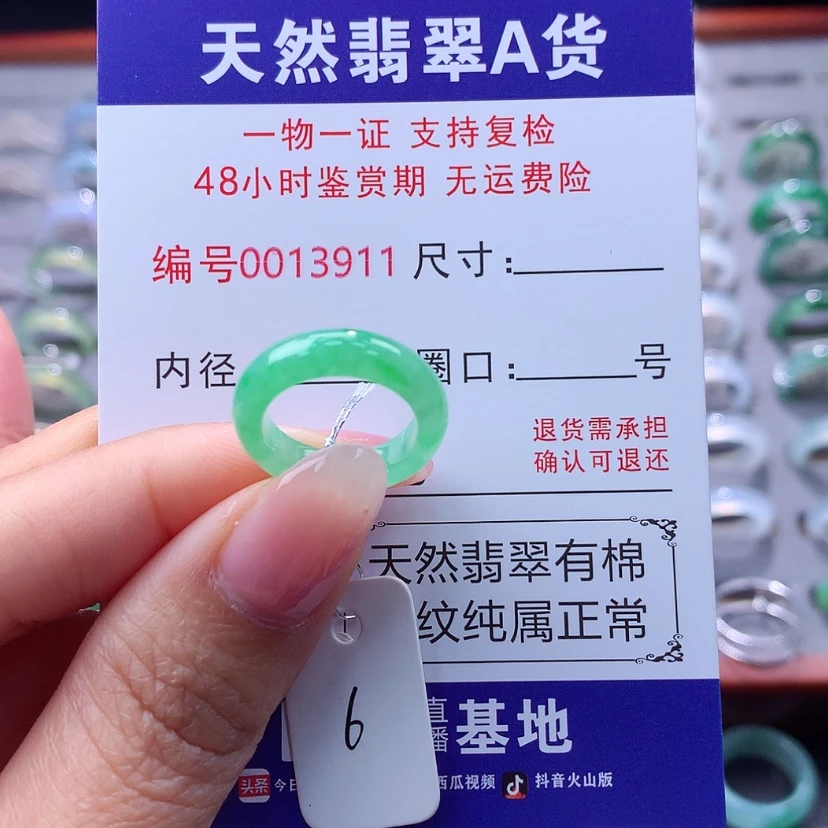 天然翡翠A货
一物一证 支持复检
48小时鉴赏期 无运费险
编号0013911 尺寸:
内径 圈口: 号
退货需承担
确认可退还
天然翡翠有棉
纹纯属正常
6
直播基地
头条 今日 西瓜视频 抖音火山版